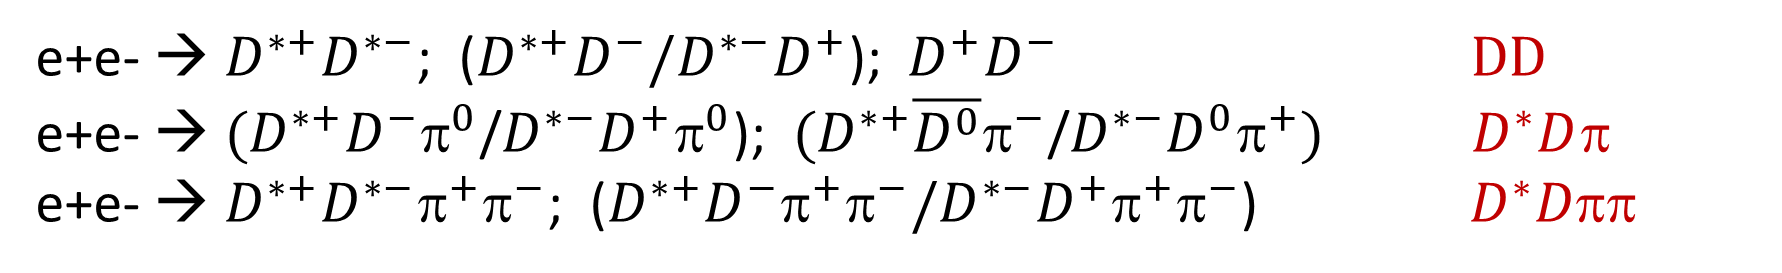 e+e- → D*⁺D*⁻; (D*⁺D⁻/D*⁻D⁺); D⁺D⁻ DD
e+e- → (D*⁺D⁻π⁰/D*⁻D⁺π⁰); (D*⁺D̅⁰π⁻/D*⁻D⁰π⁺) D*Dπ
e+e- → D*⁺D*⁻π⁺π⁻; (D*⁺D⁻π⁺π⁻/D*⁻D⁺π⁺π⁻) D*Dππ